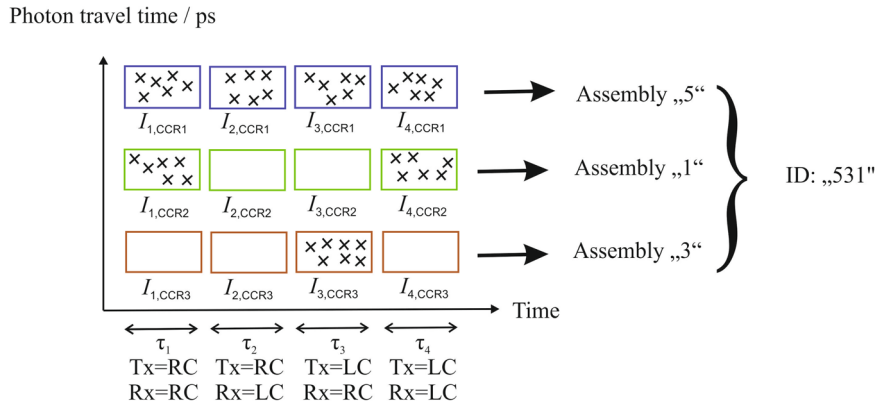 Photon travel time / ps
I1,CCR1 I2,CCR1 I3,CCR1 I4,CCR1
Assembly „5“
I1,CCR2 I2,CCR2 I3,CCR2 I4,CCR2
Assembly „1“
ID: „531"
I1,CCR3 I2,CCR3 I3,CCR3 I4,CCR3
Assembly „3“
Time
τ1 τ2 τ3 τ4
Tx=RC Tx=RC Tx=LC Tx=LC
Rx=RC Rx=LC Rx=RC Rx=LC